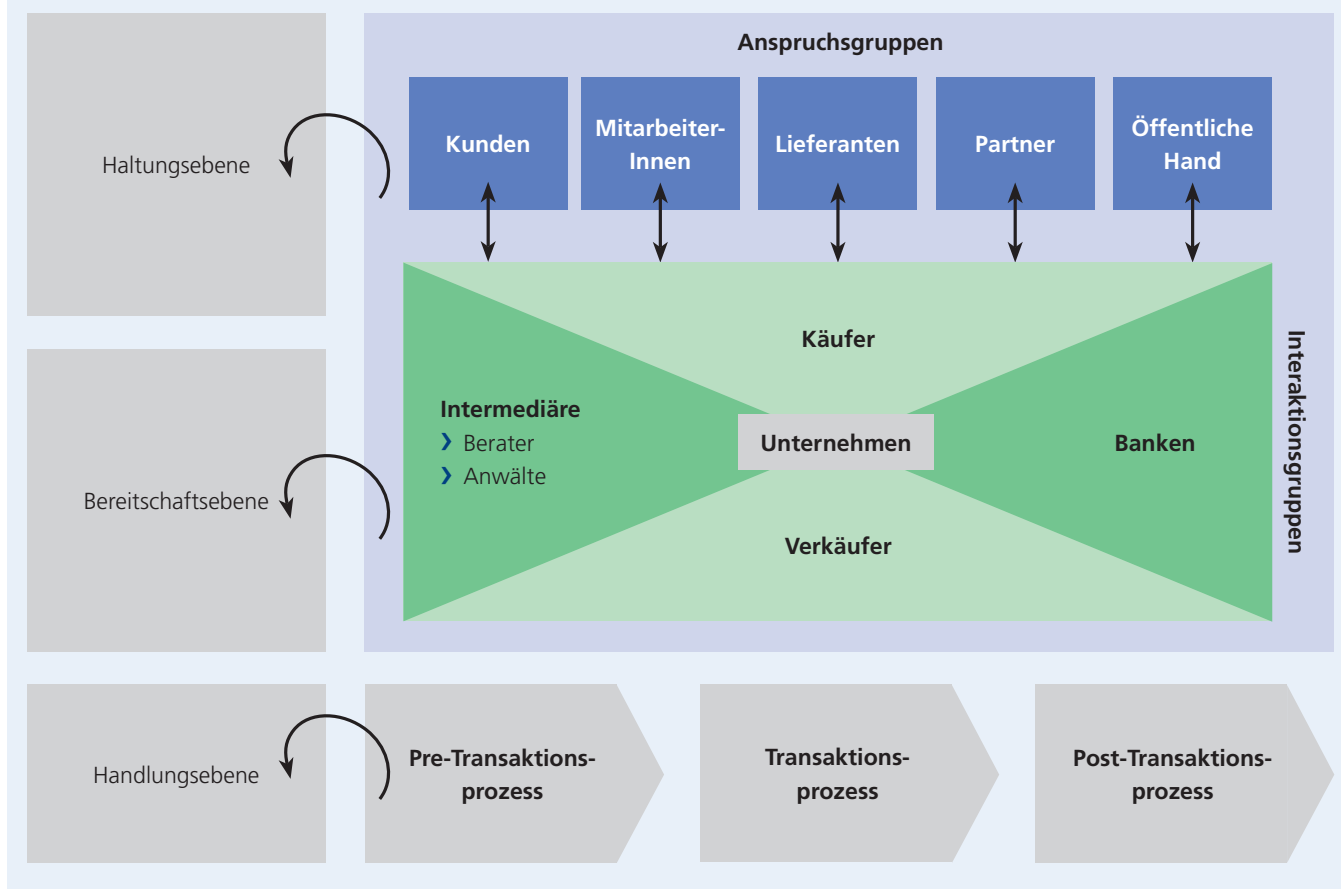 Anspruchsgruppen
Haltungsebene
Kunden
Mitarbeiter-
Innen
Lieferanten
Partner
Öffentliche
Hand
Käufer
Intermediäre
› Berater
› Anwälte
Unternehmen
Banken
Verkäufer
Interaktionsgruppen
Bereitschaftsebene
Handlungsebene
Pre-Transaktions-
prozess
Transaktions-
prozess
Post-Transaktions-
prozess